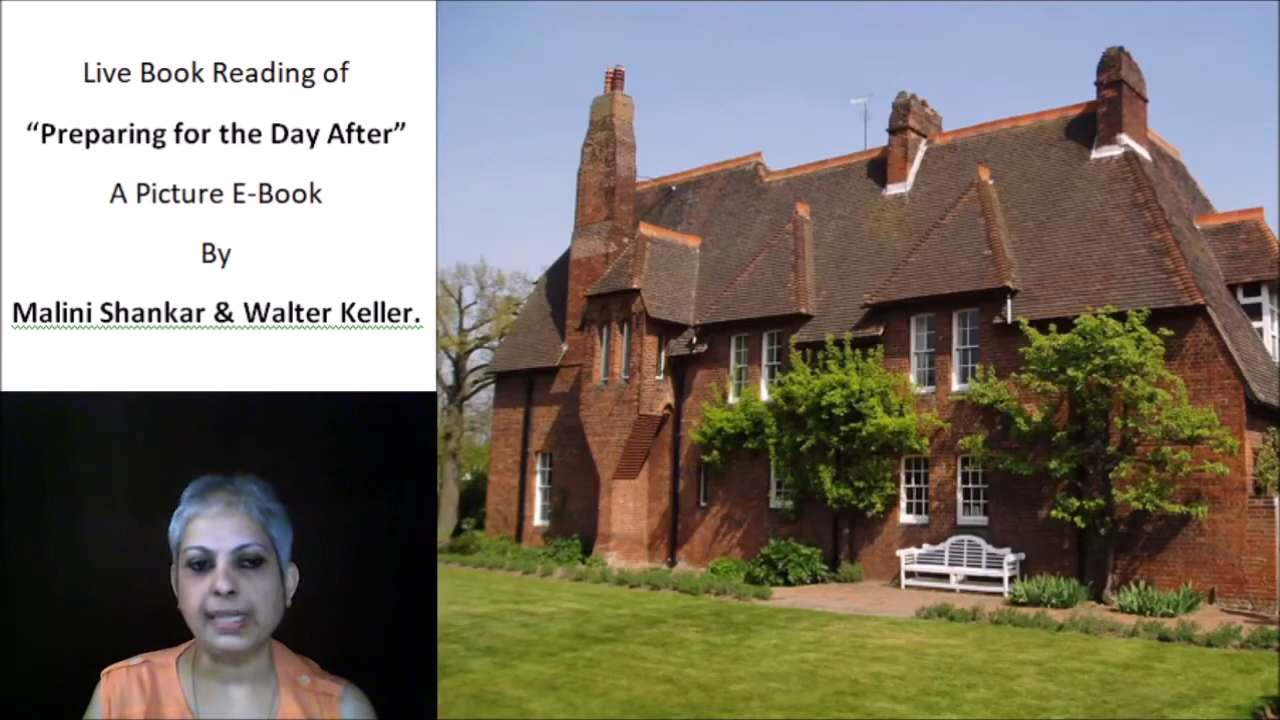 Live Book Reading of
“Preparing for the Day After”
A Picture E-Book
By
Malini Shankar & Walter Keller.